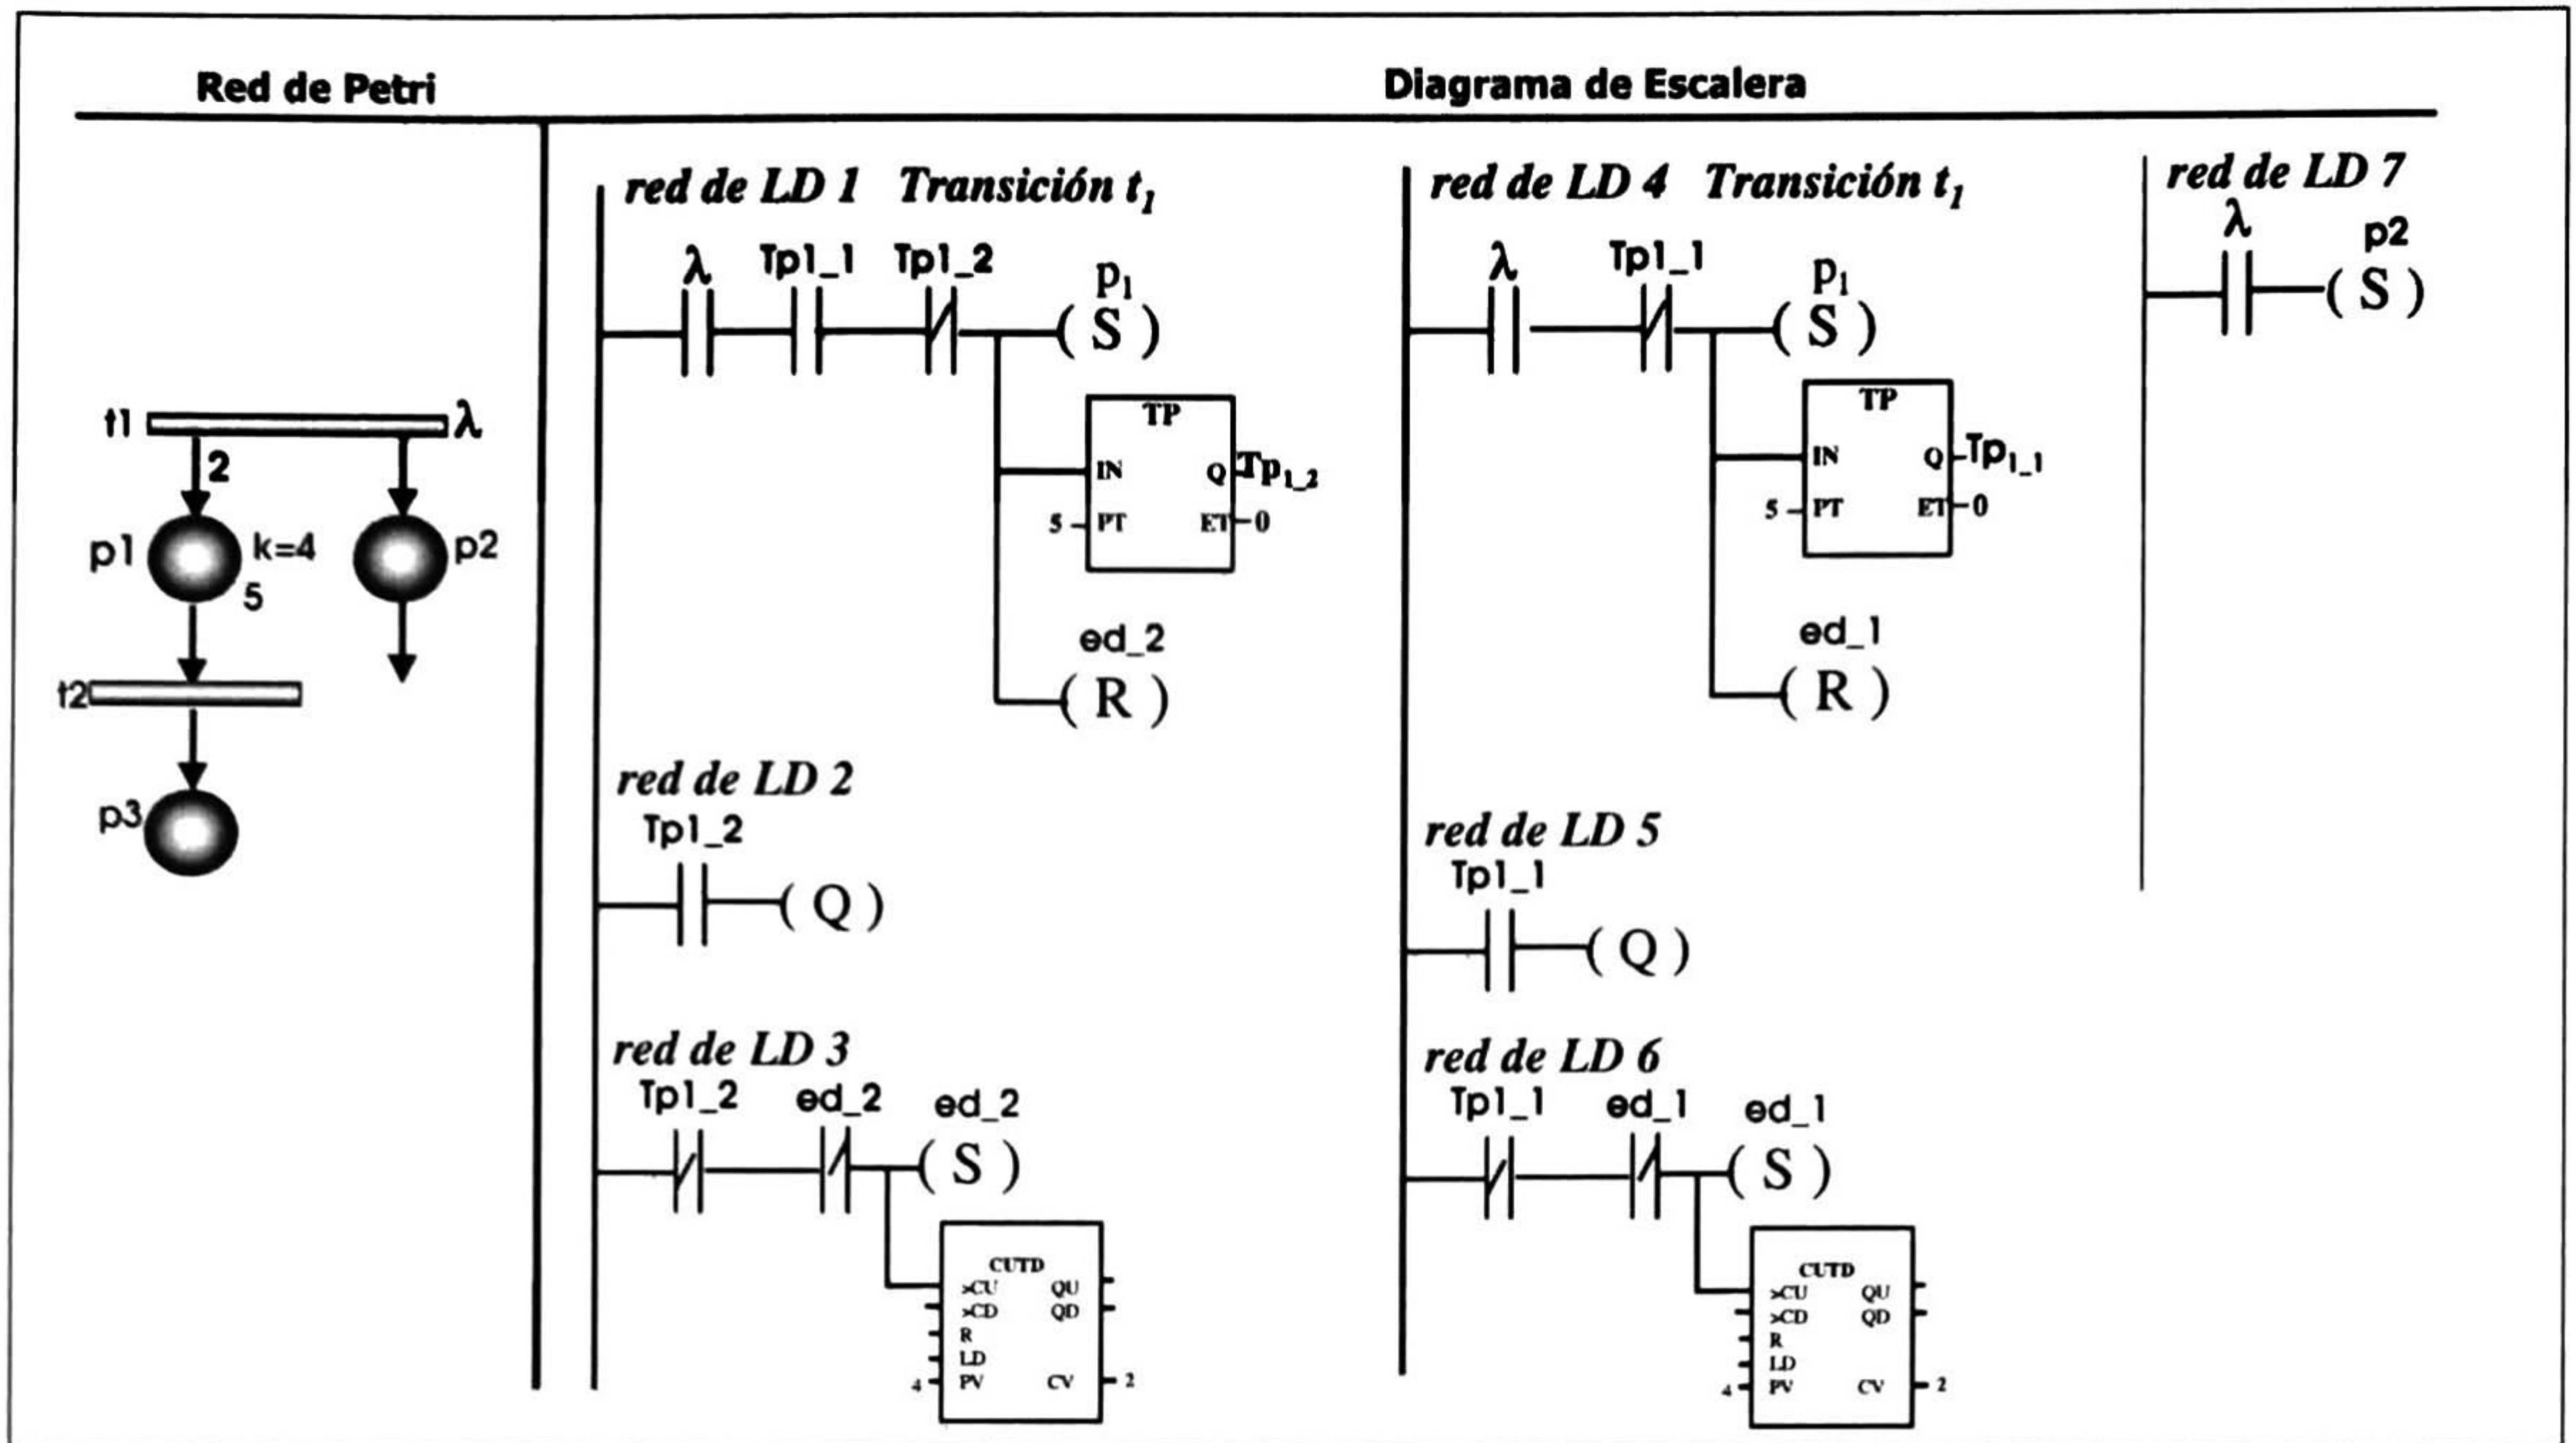 Red de Petri
Diagrama de Escalera
t1
λ
2
p1
k=4
5
p2
t2
p3
red de LD 1 Transición t1
λ Tp1_1 Tp1_2 p1
( S )
TP
IN Q Tp1_2
5 PT ET 0
ed_2
( R )
red de LD 2
Tp1_2
( Q )
red de LD 3
Tp1_2 ed_2 ed_2
( S )
CUTD
>CU QU
>CD QD
R
LD
4 PV CV 2
red de LD 4 Transición t1
λ Tp1_1 p1
( S )
TP
IN Q Tp1_1
5 PT ET 0
ed_1
( R )
red de LD 5
Tp1_1
( Q )
red de LD 6
Tp1_1 ed_1 ed_1
( S )
CUTD
>CU QU
>CD QD
R
LD
4 PV CV 2
red de LD 7
λ p2
( S )